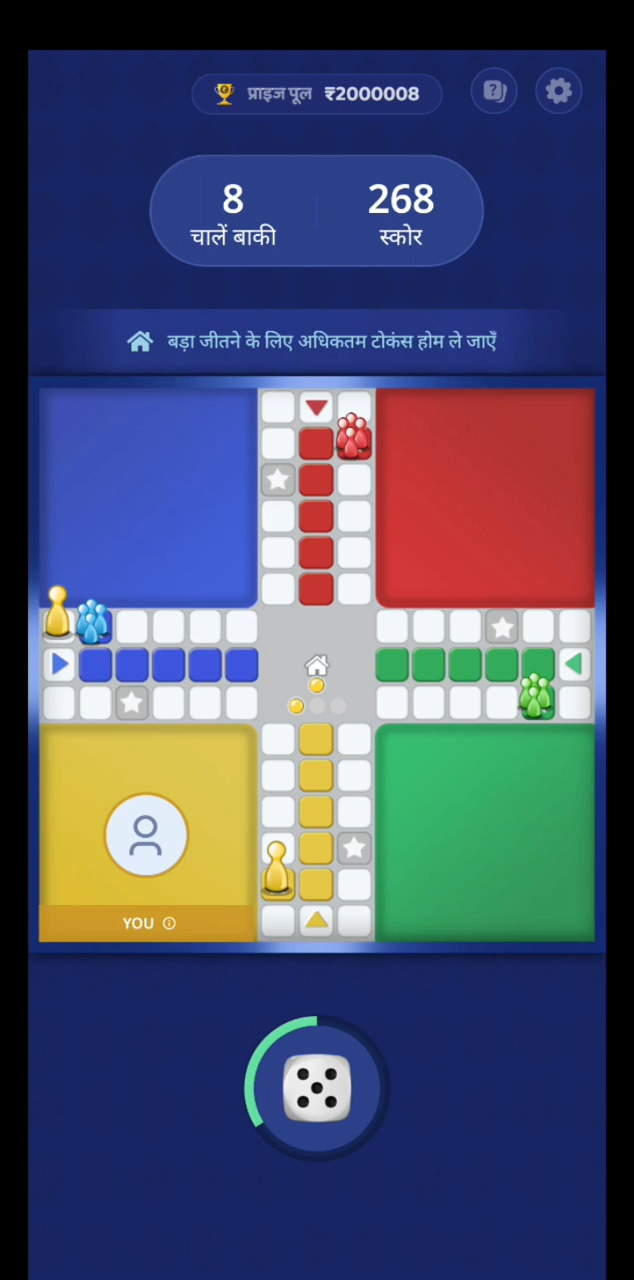 प्राइज पूल ₹2000008
8 268
चालें बाकी स्कोर
बड़ा जीतने के लिए अधिकतम टोकंस होम ले जाएँ
YOU